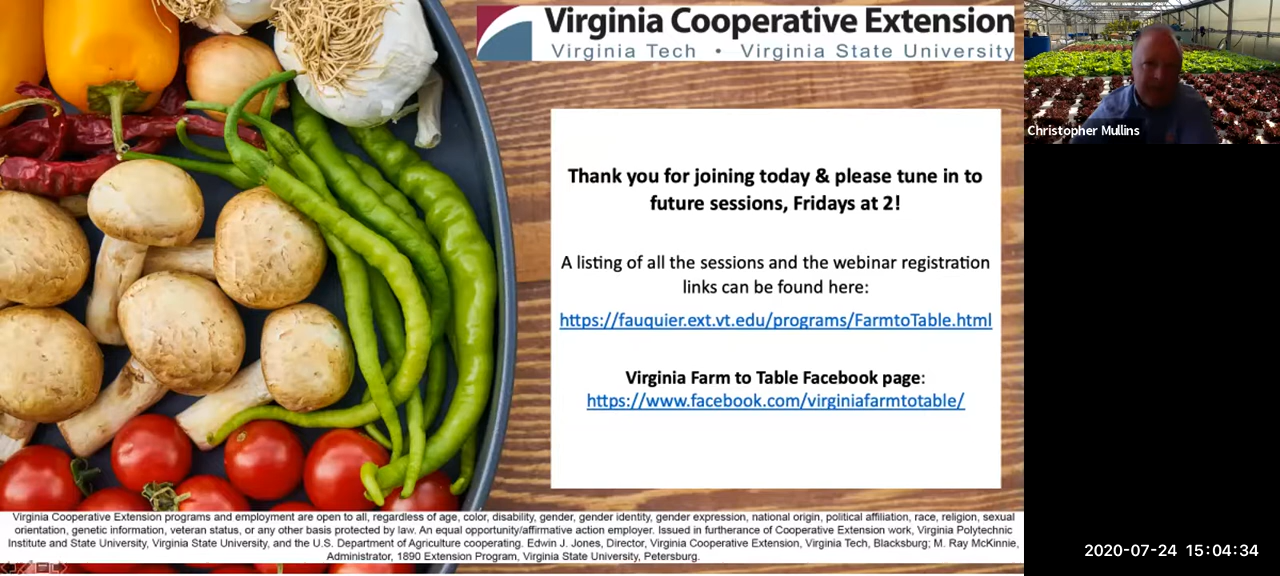 Virginia Cooperative Extension
Virginia Tech • Virginia State University
Christopher Mullins
Thank you for joining today & please tune in to
future sessions, Fridays at 2!
A listing of all the sessions and the webinar registration
links can be found here:
https://fauquier.ext.vt.edu/programs/FarmtoTable.html
Virginia Farm to Table Facebook page:
https://www.facebook.com/virginiafarmtotable/
Virginia Cooperative Extension programs and employment are open to all, regardless of age, color, disability, gender, gender identity, gender expression, national origin, political affiliation, race, religion, sexual
orientation, genetic information, veteran status, or any other basis protected by law. An equal opportunity/affirmative action employer. Issued in furtherance of Cooperative Extension work, Virginia Polytechnic
Institute and State University, Virginia State University, and the U.S. Department of Agriculture cooperating. Edwin J. Jones, Director, Virginia Cooperative Extension, Virginia Tech, Blacksburg; M. Ray McKinnie,
Administrator, 1890 Extension Program, Virginia State University, Petersburg.
2020-07-24 15:04:34